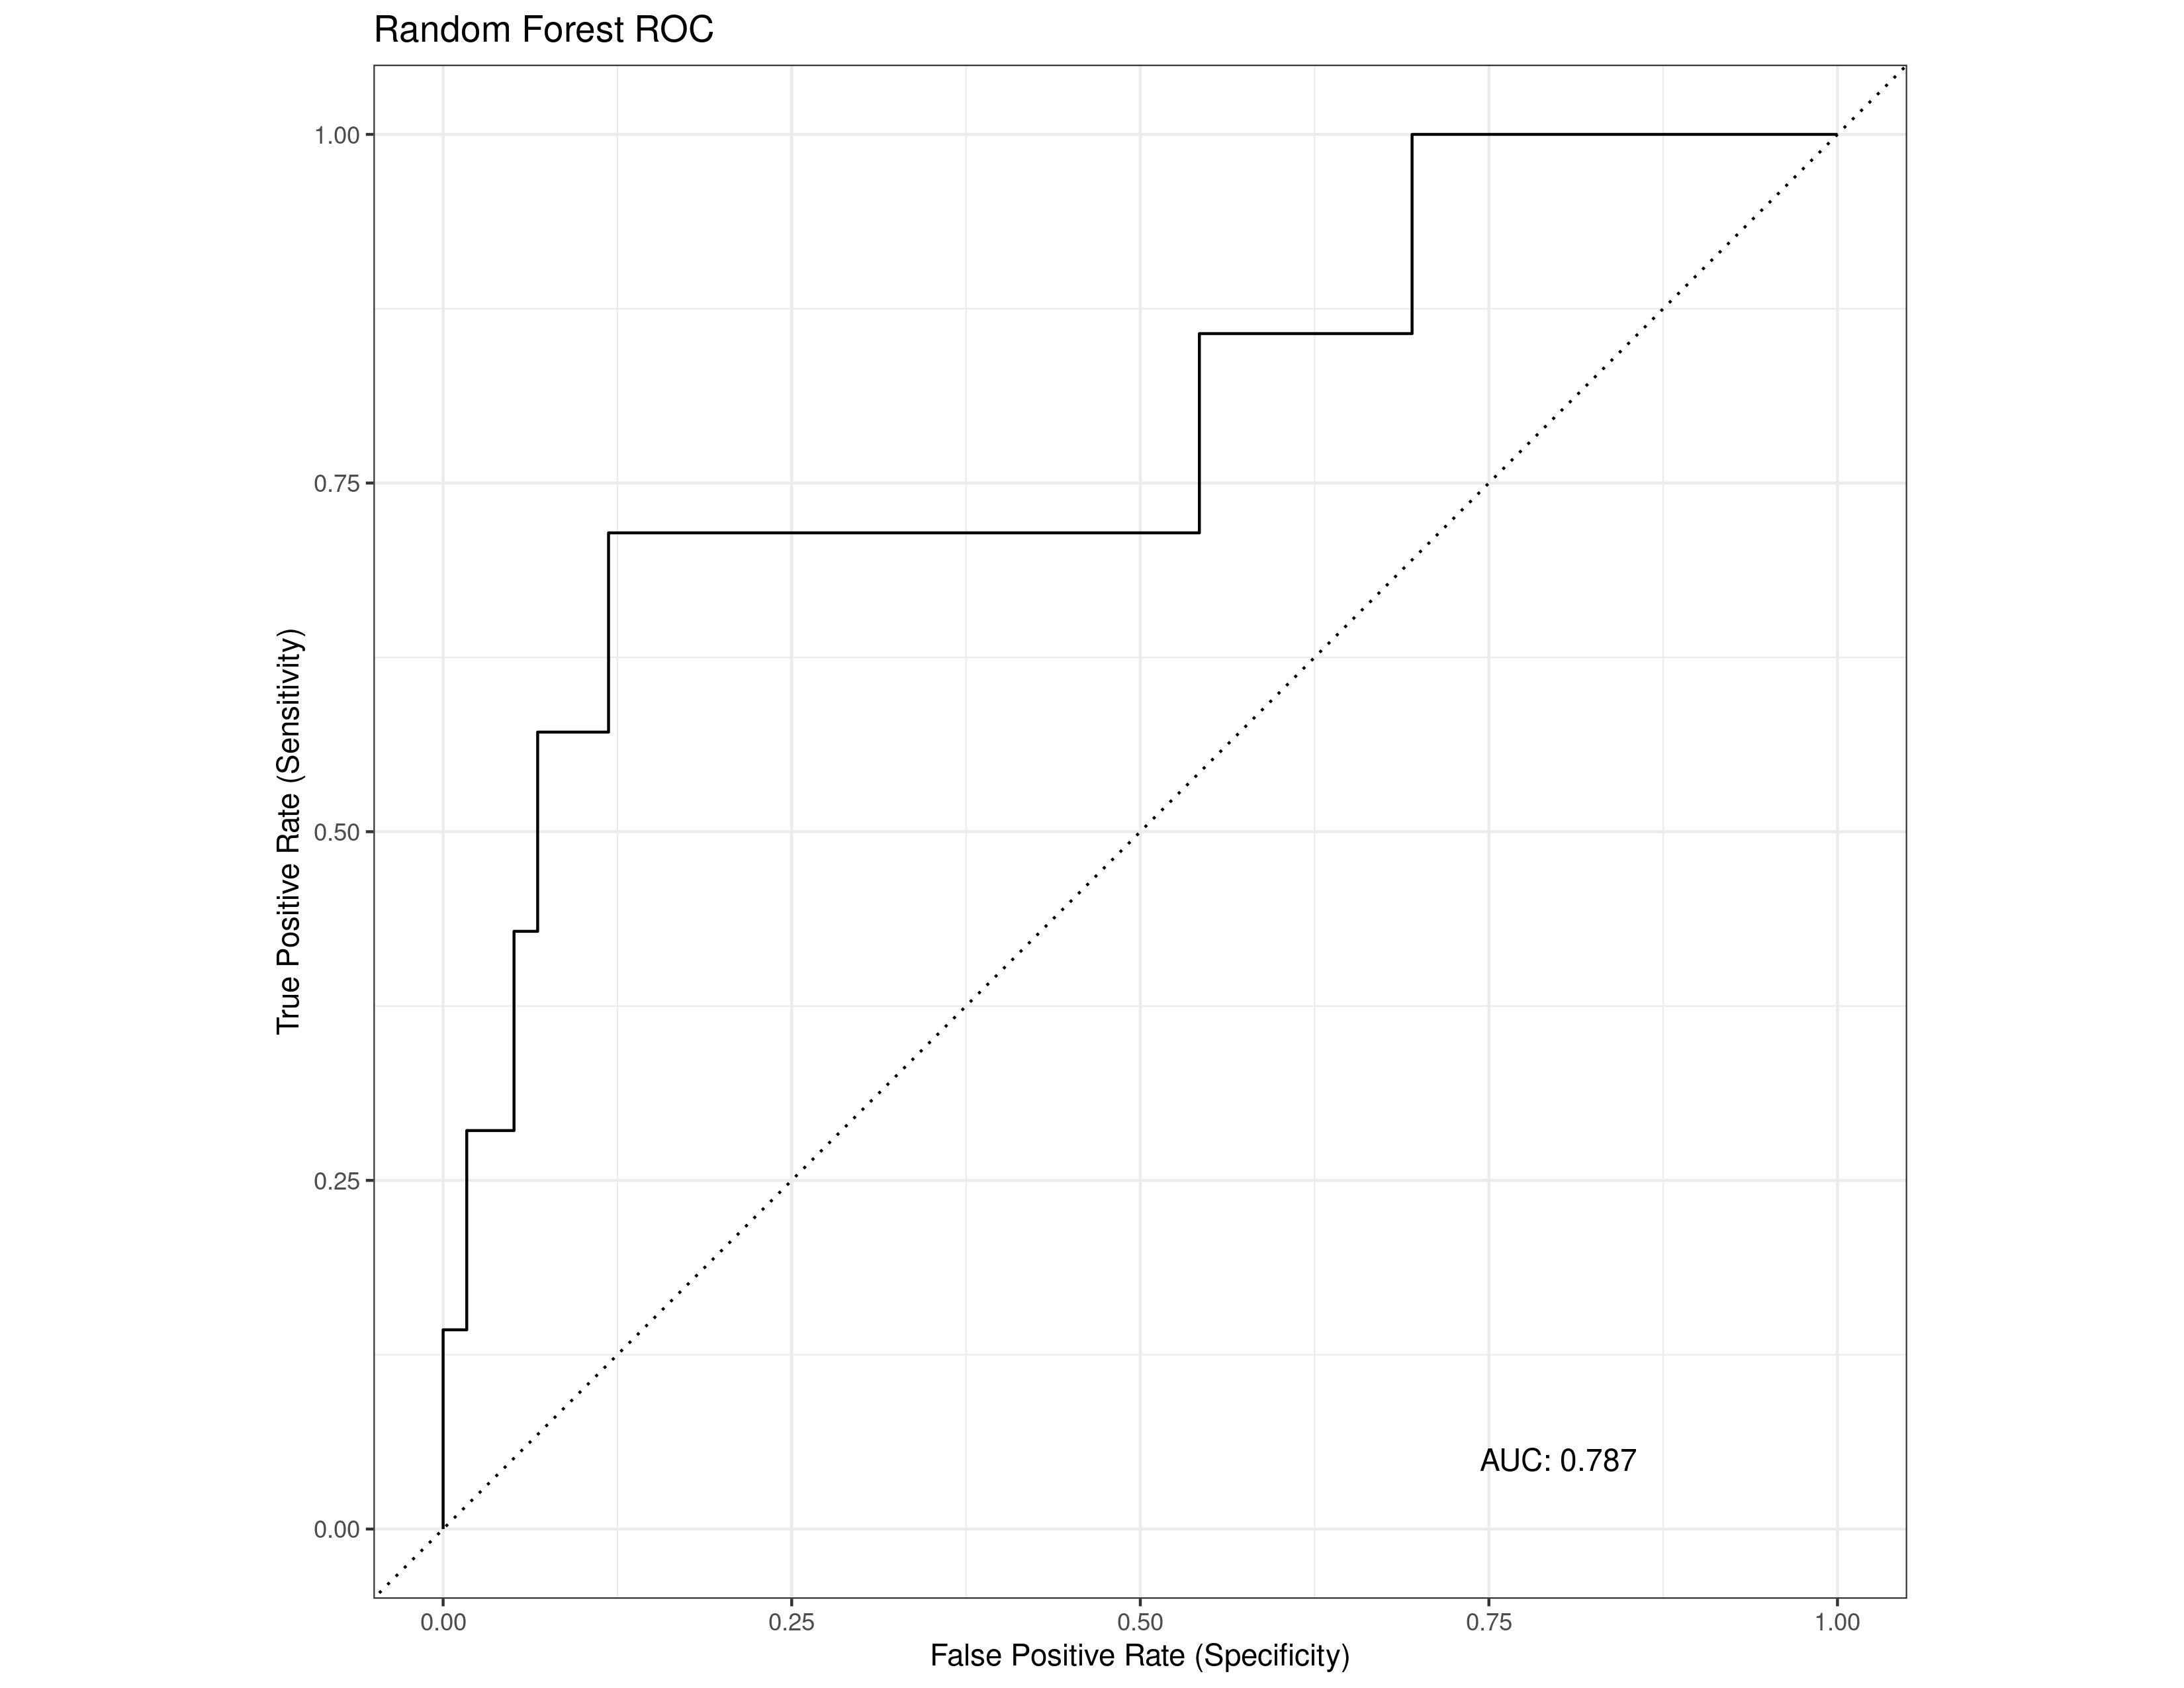 Random Forest ROC
1.00
0.75
0.50
0.25
0.00
True Positive Rate (Sensitivity)
AUC: 0.787
0.00 0.25 0.50 0.75 1.00
False Positive Rate (Specificity)